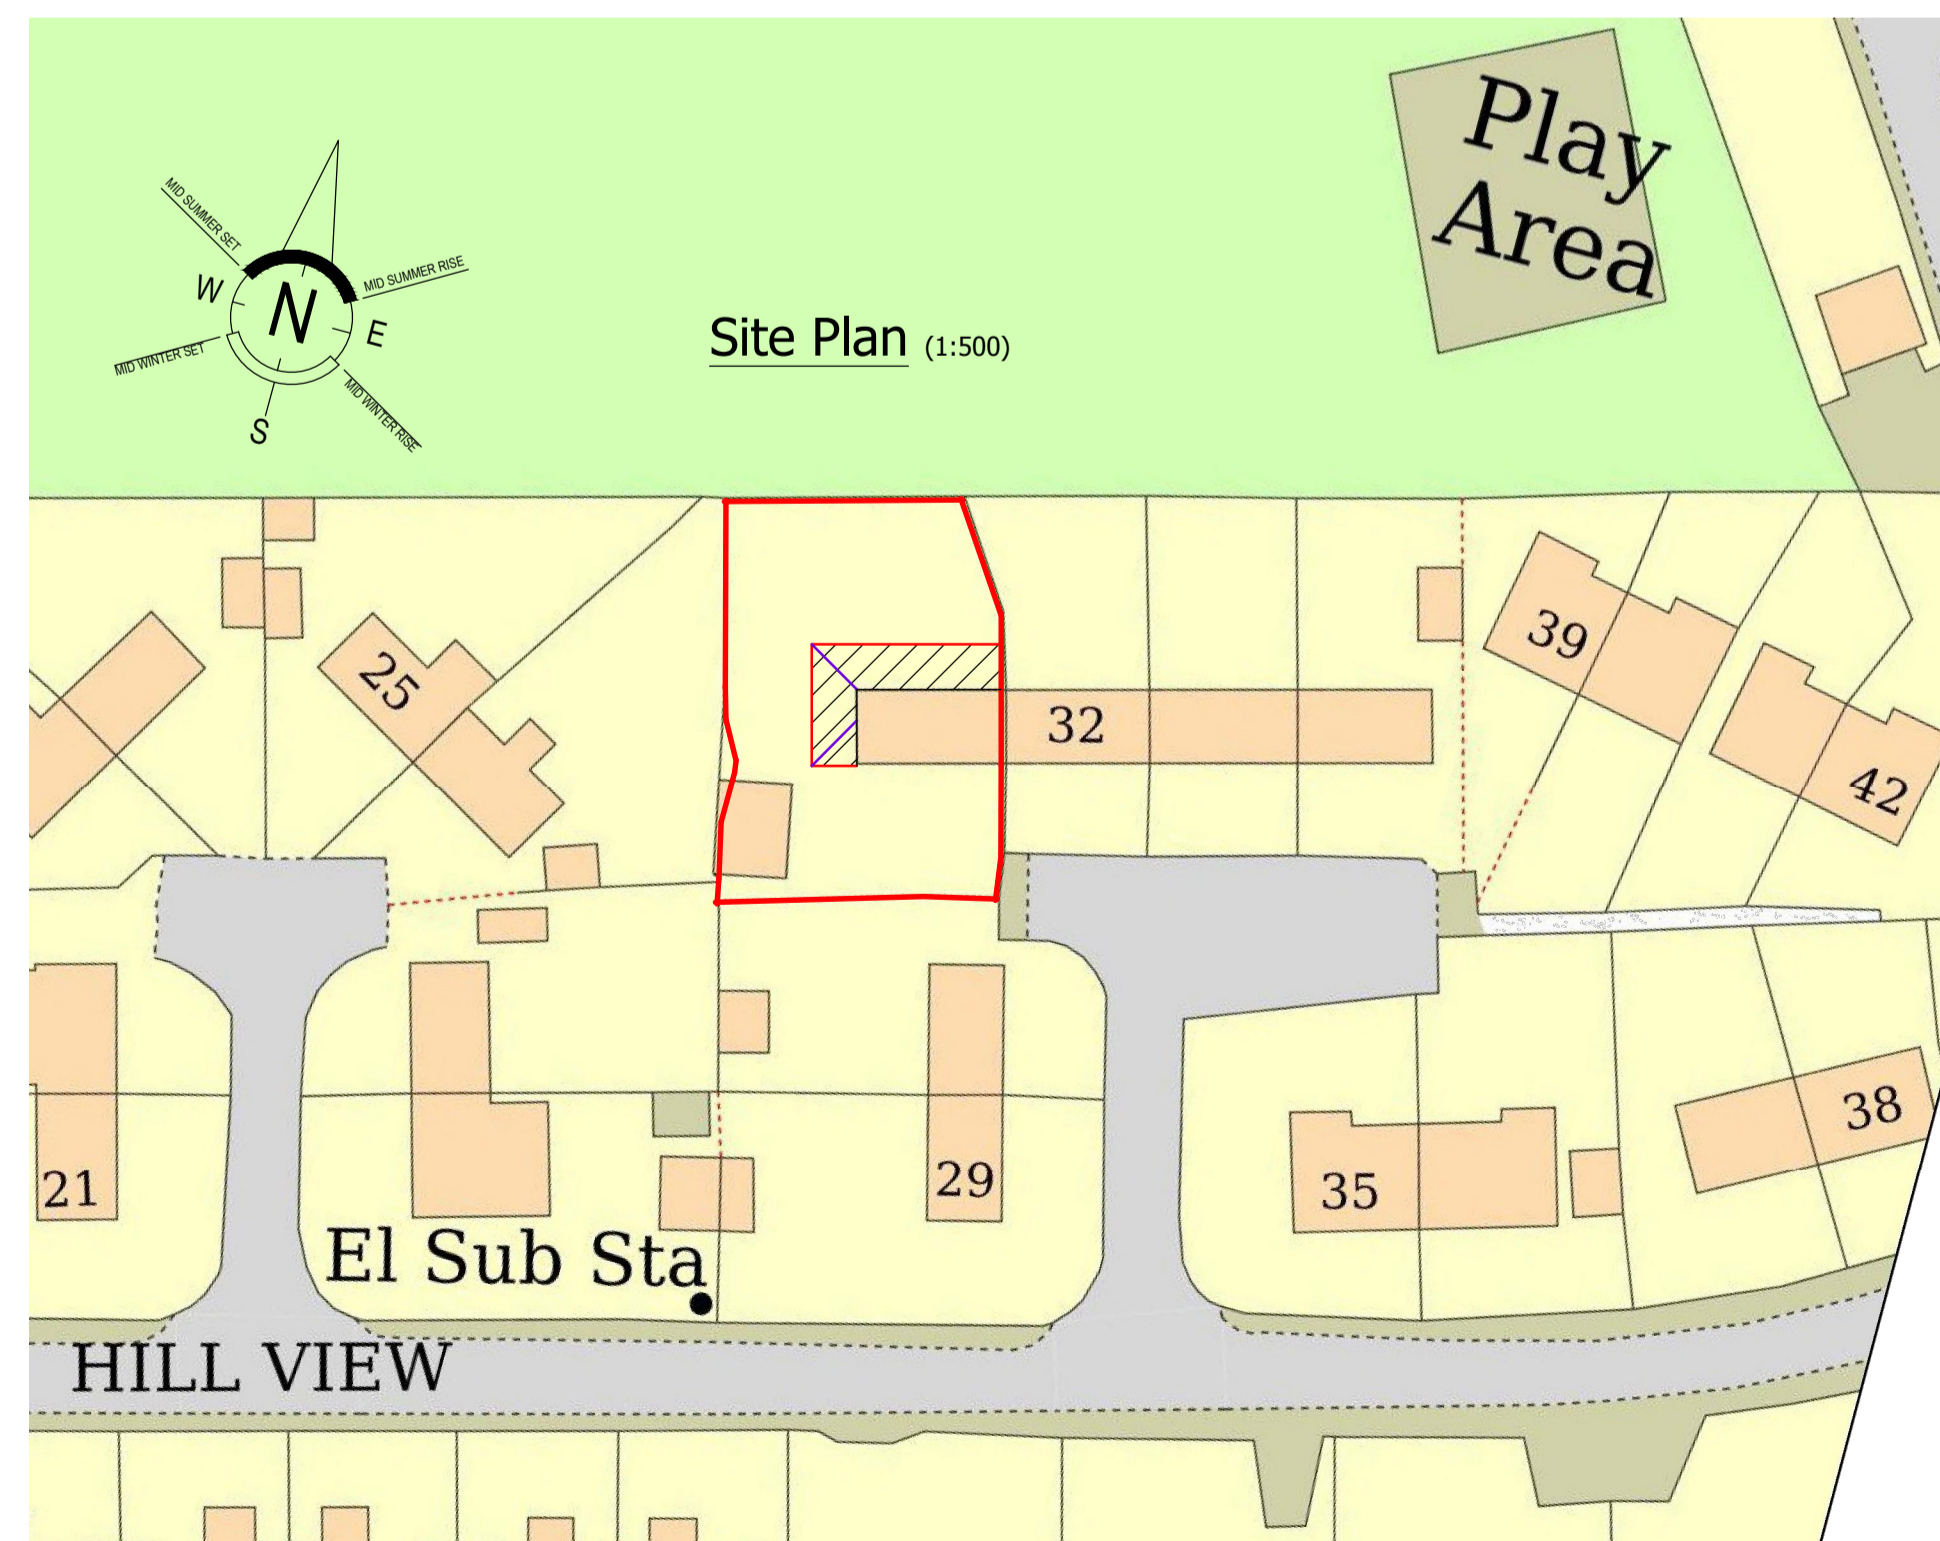 Play
Area
MID SUMMER SET
MID SUMMER RISE
W
N
E
MID WINTER SET
MID WINTER RISE
S
Site Plan (1:500)
25
39
32
42
21
29
35
38
El Sub Sta
HILL VIEW